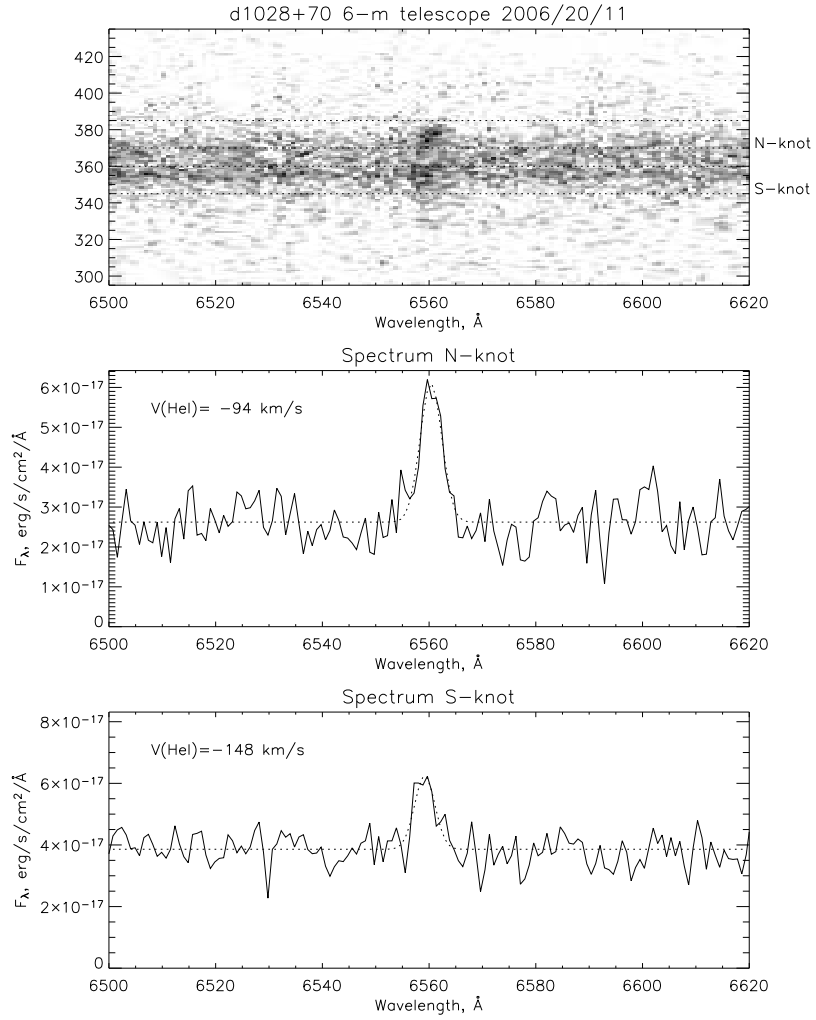 d1028+70 6-m telescope 2006/20/11
420
400
380
360
340
320
300
N-knot
S-knot
6500 6520 6540 6560 6580 6600 6620
Wavelength, Å
Spectrum N-knot
V(Hel)= -94 km/s
6×10⁻¹⁷
5×10⁻¹⁷
4×10⁻¹⁷
3×10⁻¹⁷
2×10⁻¹⁷
1×10⁻¹⁷
0
F_λ, erg/s/cm²/Å
6500 6520 6540 6560 6580 6600 6620
Wavelength, Å
Spectrum S-knot
V(Hel)=-148 km/s
8×10⁻¹⁷
6×10⁻¹⁷
4×10⁻¹⁷
2×10⁻¹⁷
0
F_λ, erg/s/cm²/Å
6500 6520 6540 6560 6580 6600 6620
Wavelength, Å